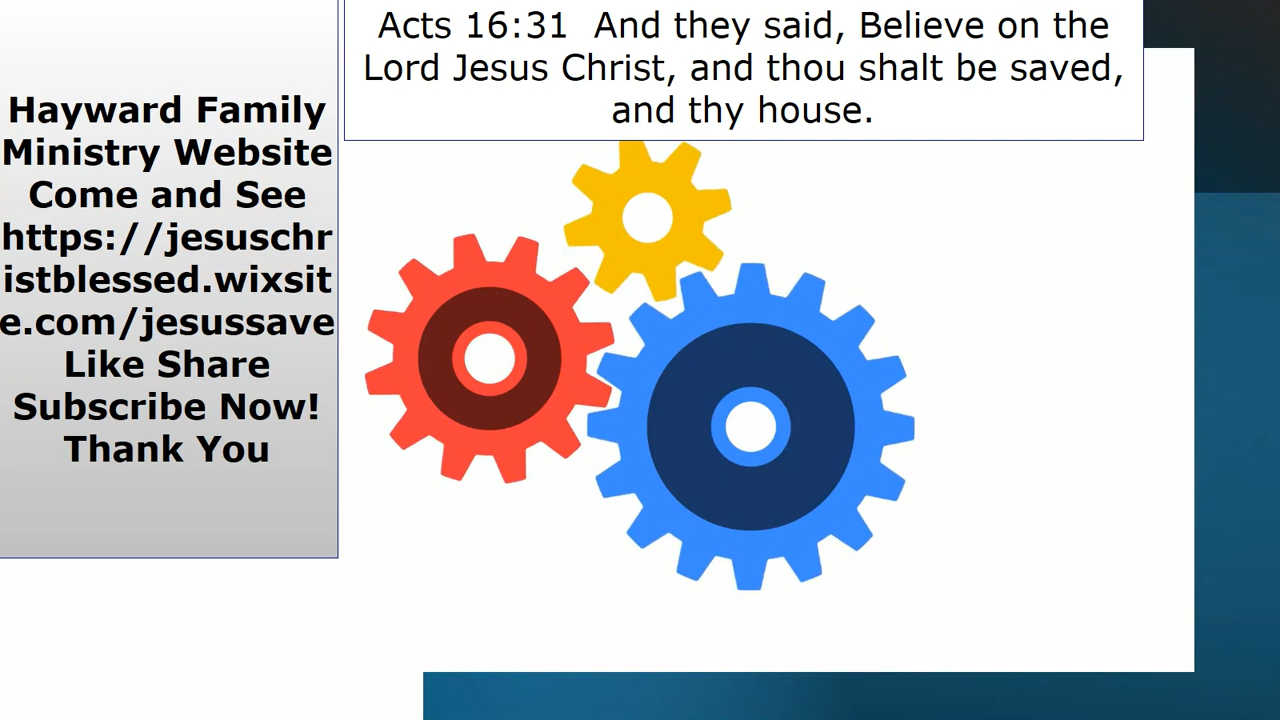 Acts 16:31  And they said, Believe on the
Lord Jesus Christ, and thou shalt be saved,
and thy house.
Hayward Family
Ministry Website
Come and See
https://jesuschr
istblessed.wixsit
e.com/jesussave
Like Share
Subscribe Now!
Thank You